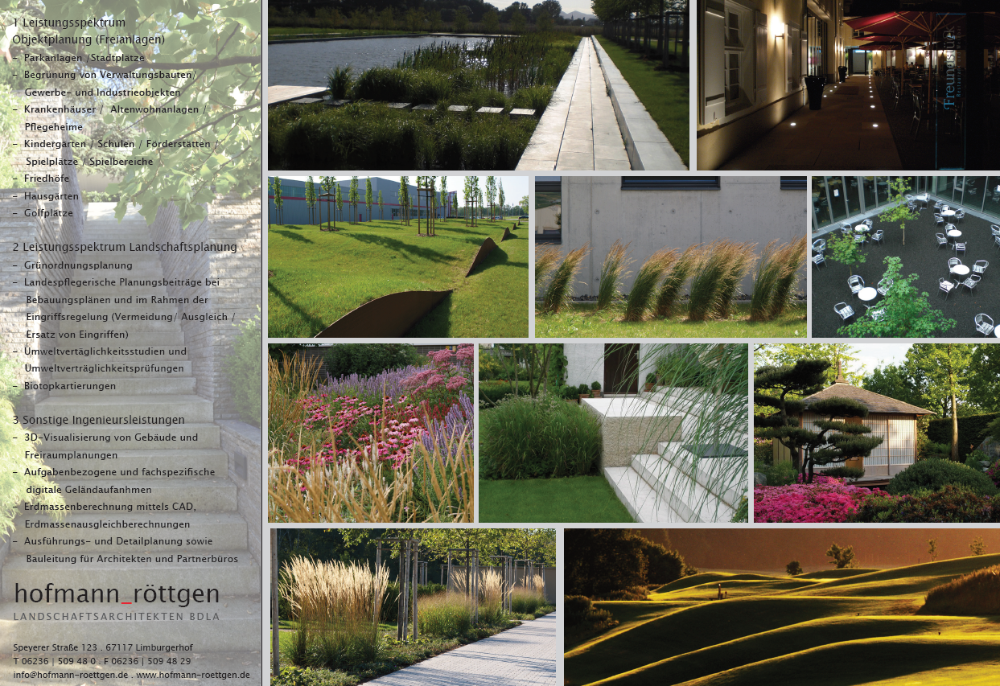 1 Leistungsspektrum
Objektplanung (Freianlagen)
– Parkanlagen /Stadtplätze
– Begrünung von Verwaltungsbauten/
Gewerbe- und Industrieobjekten
– Krankenhäuser / Altenwohnanlagen /
Pflegeheime
– Kindergärten / Schulen / Förderstätten /
Spielplätze / Spielbereiche
– Friedhöfe
– Hausgärten
– Golfplätze
2 Leistungsspektrum Landschaftsplanung
– Grünordnungsplanung
– Landespflegerische Planungsbeiträge bei
Bebauungsplänen und im Rahmen der
Eingriffsregelung (Vermeidung/ Ausgleich /
Ersatz von Eingriffen)
– Umweltvertäglichkeitsstudien und
Umweltverträglichkeitsprüfungen
– Biotopkartierungen
3 Sonstige Ingenieursleistungen
– 3D-Visualisierung von Gebäude und
Freiraumplanungen
– Aufgabenbezogene und fachspezifische
digitale Geländaufanhmen
– Erdmassenberechnung mittels CAD,
Erdmassenausgleichberechnungen
– Ausführungs- und Detailplanung sowie
Bauleitung für Architekten und Partnerbüros
hofmann_röttgen
LANDSCHAFTSARCHITEKTEN BDLA
Speyerer Straße 123 . 67117 Limburgerhof
T 06236 | 509 48 0 . F 06236 | 509 48 29
info@hofmann-roettgen.de . www.hofmann-roettgen.de
Freundstück